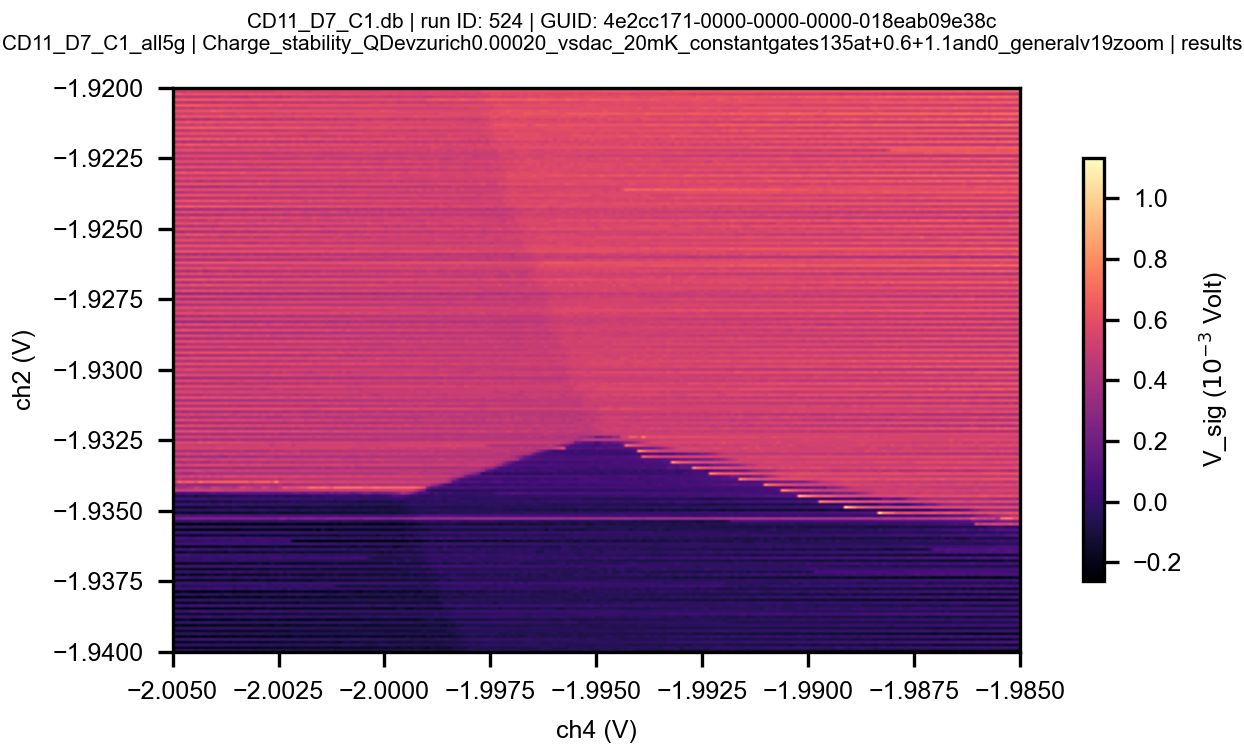 CD11_D7_C1.db | run ID: 524 | GUID: 4e2cc171-0000-0000-0000-018eab09e38c
CD11_D7_C1_all5g | Charge_stability_QDevzurich0.00020_vsdac_20mK_constantgates135at+0.6+1.1and0_generalv19zoom | results
−1.9200
−1.9225
−1.9250
−1.9275
−1.9300
−1.9325
−1.9350
−1.9375
−1.9400
ch2 (V)
−2.0050 −2.0025 −2.0000 −1.9975 −1.9950 −1.9925 −1.9900 −1.9875 −1.9850
ch4 (V)
1.0
0.8
0.6
0.4
0.2
0.0
−0.2
V_sig (10⁻³ Volt)